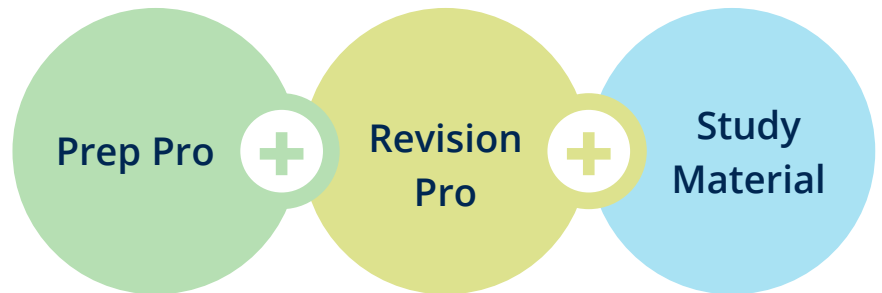 Prep Pro
+
Revision
Pro
+
Study
Material